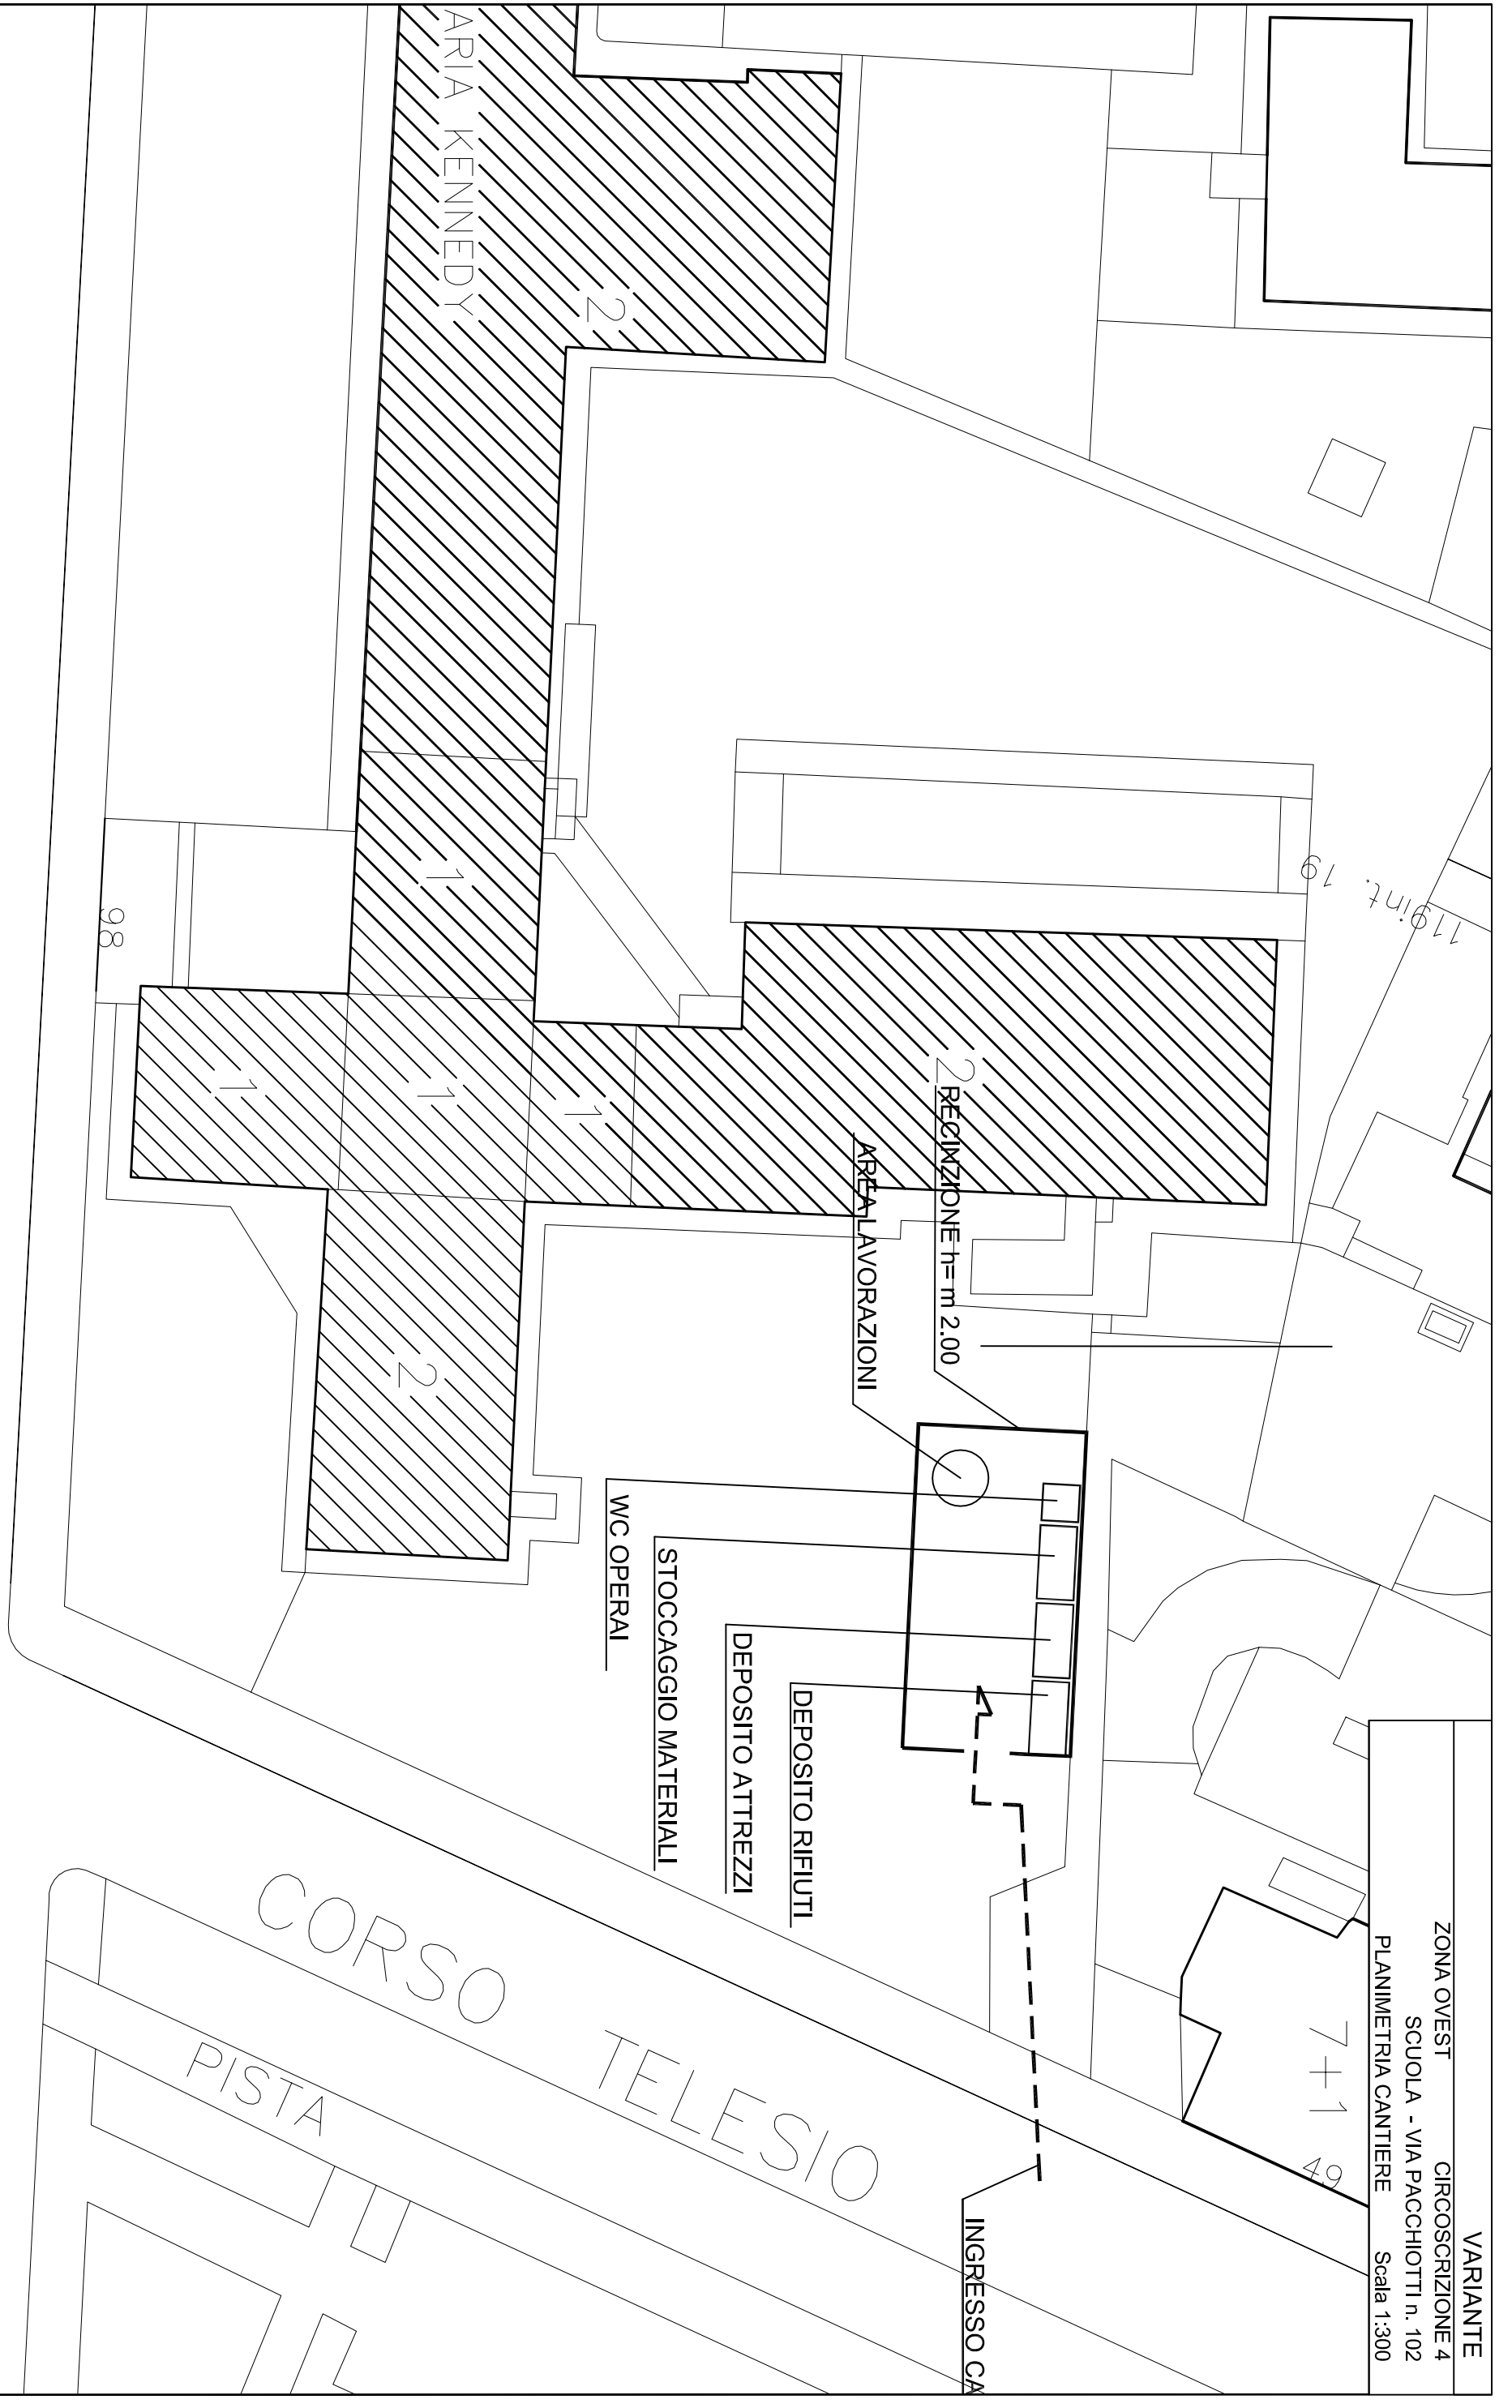 VARIANTE
ZONA OVEST CIRCOSCRIZIONE 4
SCUOLA - VIA PACCHIOTTI n. 102
PLANIMETRIA CANTIERE Scala 1:300
7+1
49
119int. 19
RECINZIONE h= m 2.00
AREA LAVORAZIONI
INGRESSO CA
DEPOSITO RIFIUTI
DEPOSITO ATTREZZI
STOCCAGGIO MATERIALI
WC OPERAI
ARIA KENNEDY
2
2
1
1
1
1
2
98
CORSO TELESIO
PISTA